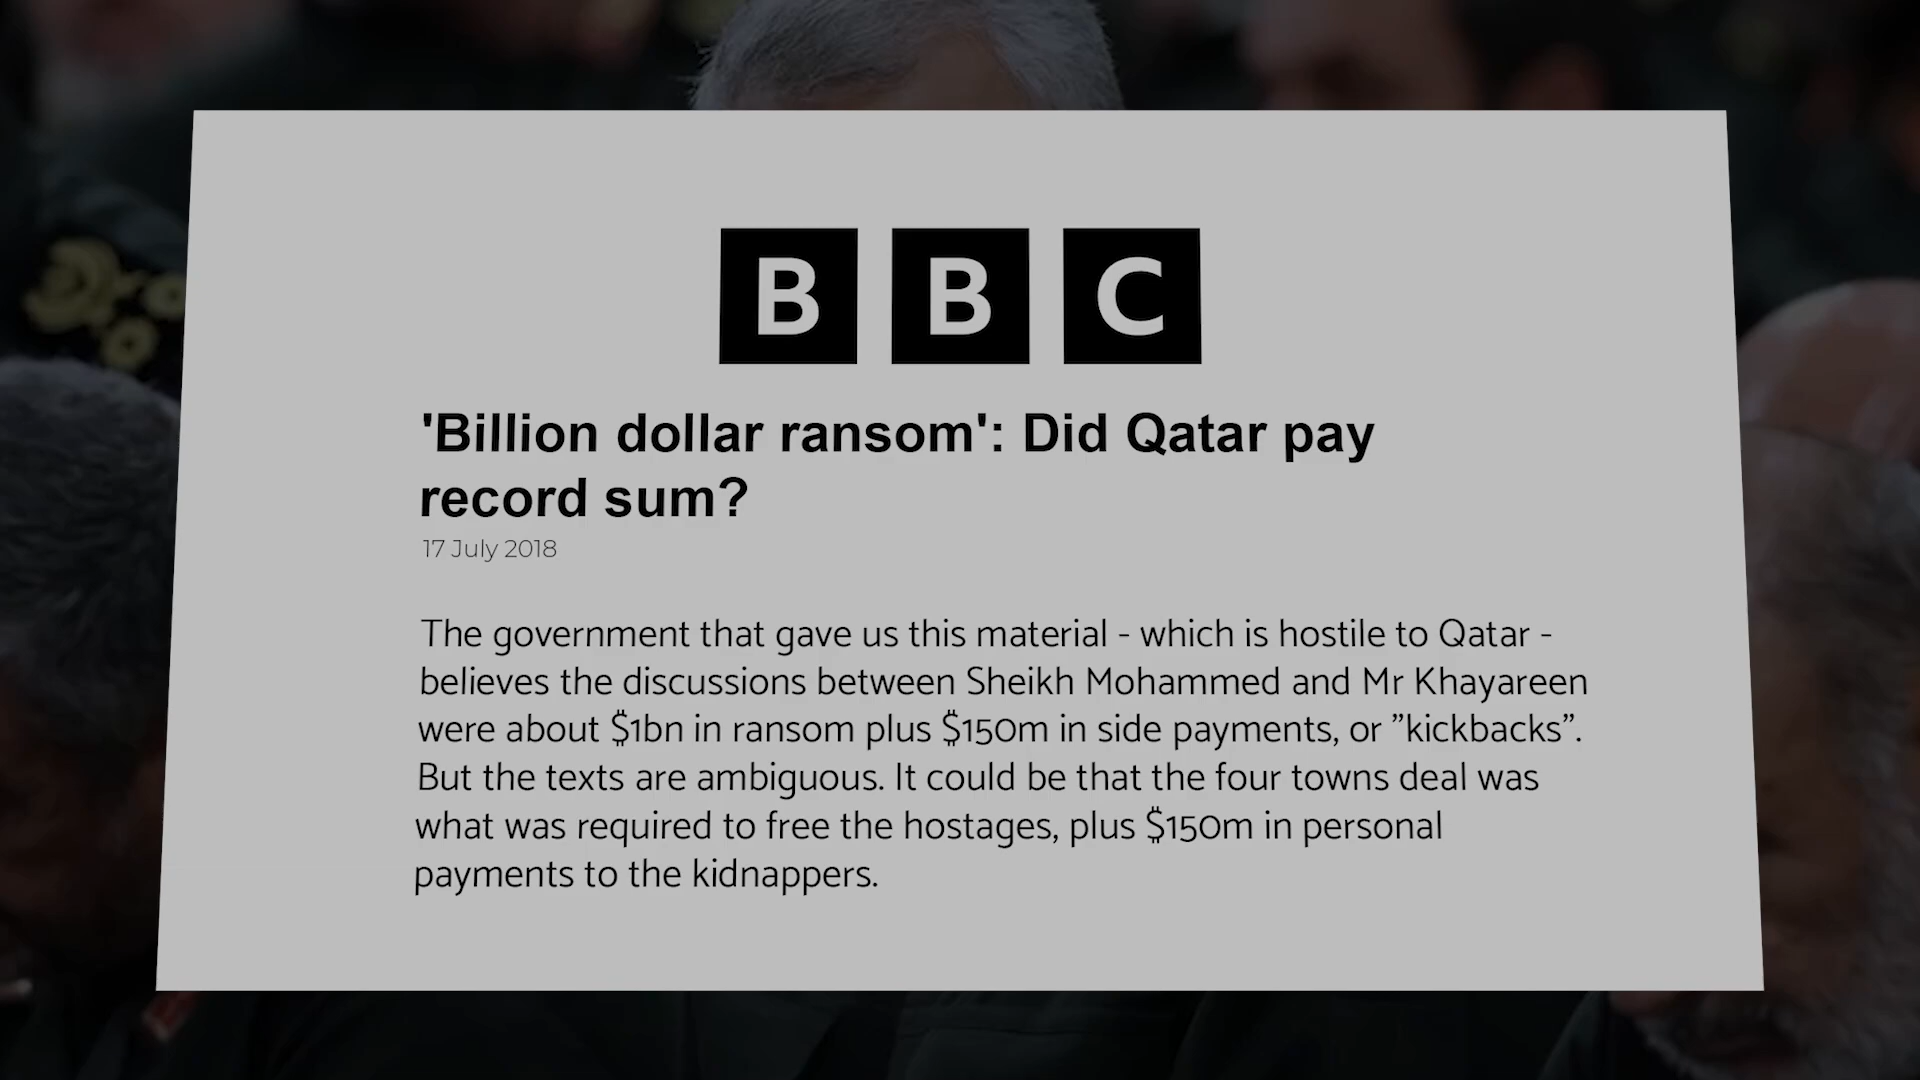 BBC
'Billion dollar ransom': Did Qatar pay
record sum?
17 July 2018
The government that gave us this material - which is hostile to Qatar -
believes the discussions between Sheikh Mohammed and Mr Khayareen
were about $1bn in ransom plus $150m in side payments, or ”kickbacks”.
But the texts are ambiguous. It could be that the four towns deal was
what was required to free the hostages, plus $150m in personal
payments to the kidnappers.